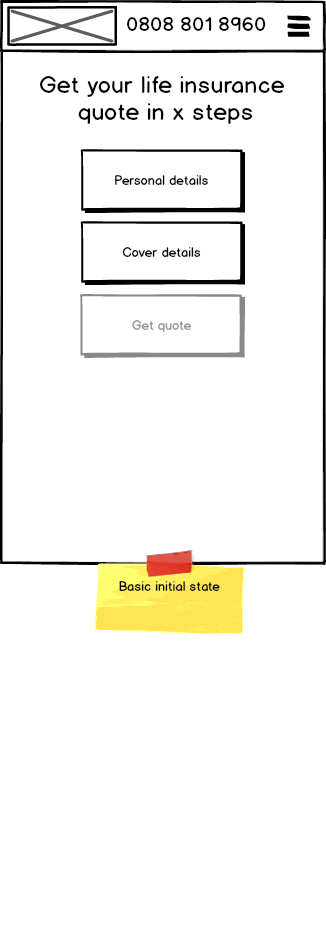 0808 801 8960
Get your life insurance
quote in x steps
Personal details
Cover details
Get quote
Basic initial state